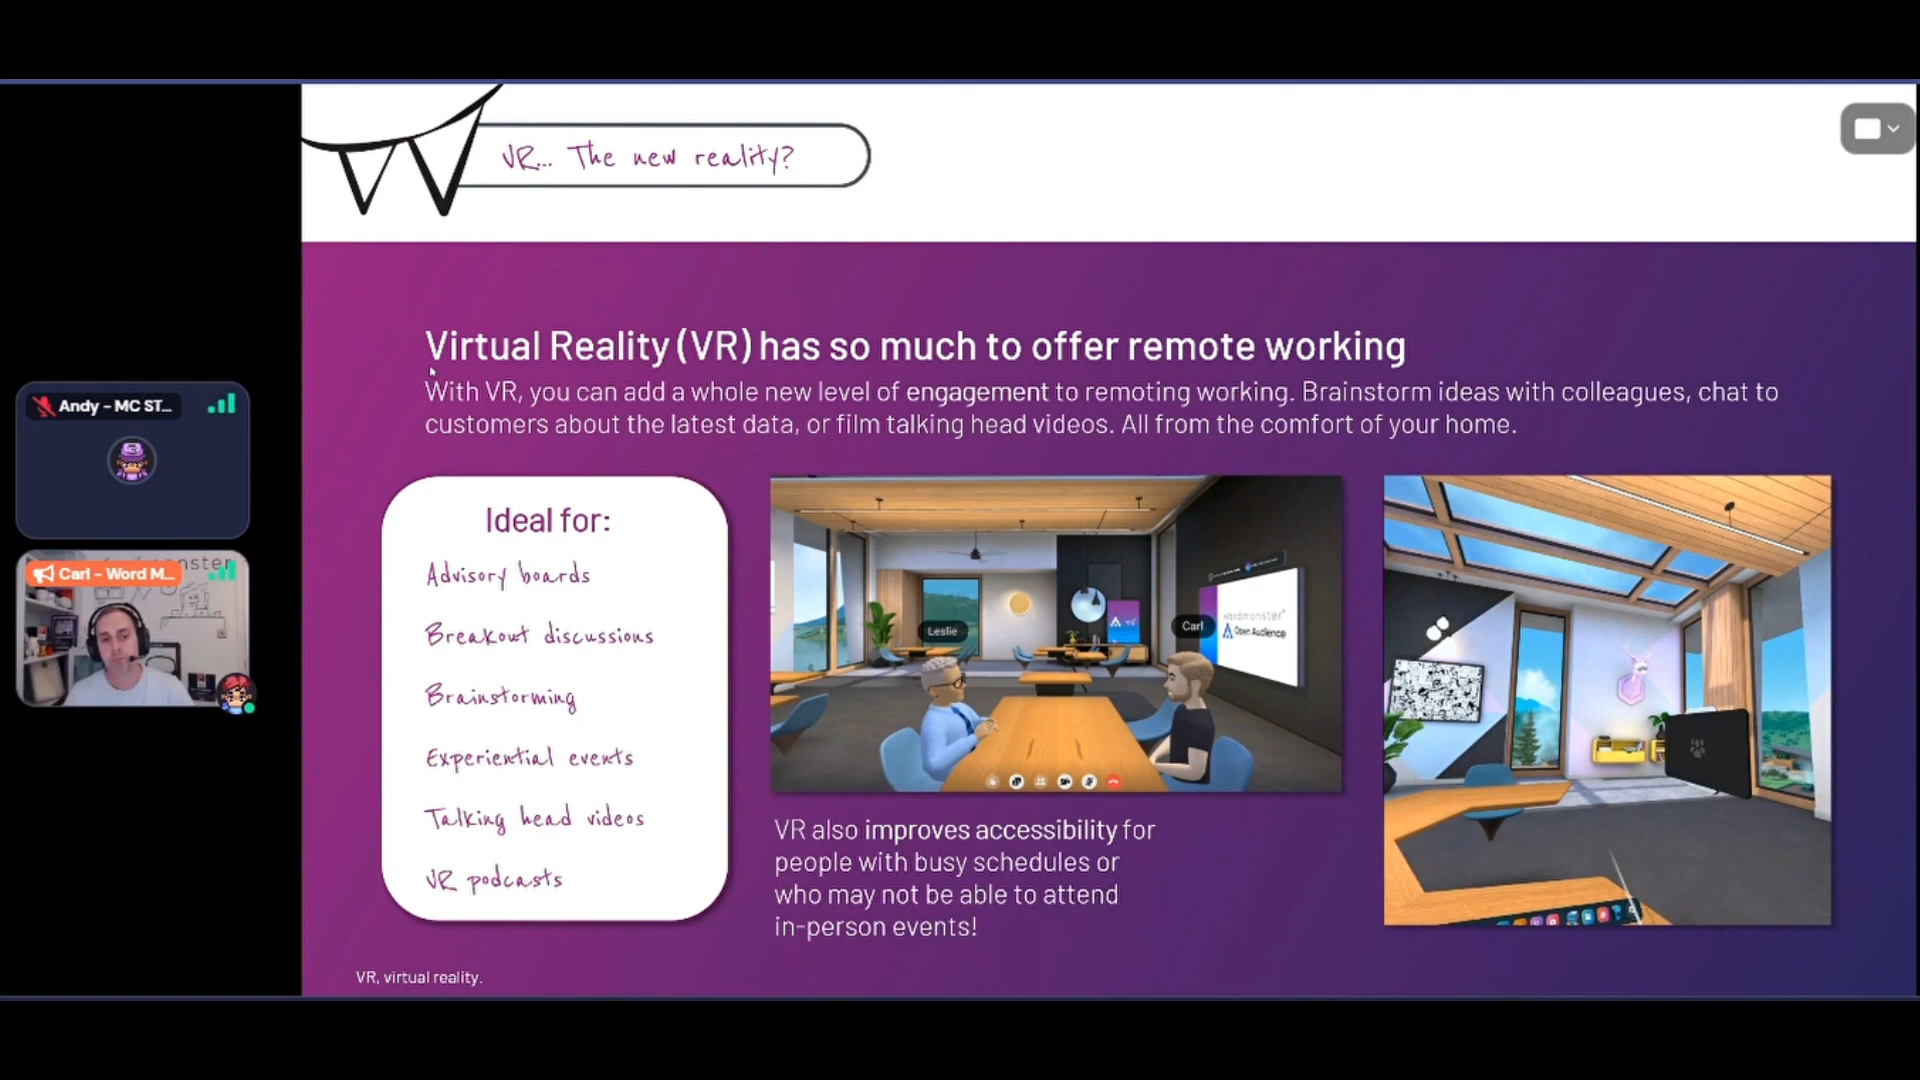 VR... The new reality?
Virtual Reality (VR) has so much to offer remote working
With VR, you can add a whole new level of engagement to remoting working. Brainstorm ideas with colleagues, chat to
customers about the latest data, or film talking head videos. All from the comfort of your home.
Andy - MC ST...
Carl - Word M...
Ideal for:
Advisory boards
Breakout discussions
Brainstorming
Experiential events
Talking head videos
VR podcasts
Leslie
Carl
wordmonster
Open Audience
VR also improves accessibility for
people with busy schedules or
who may not be able to attend
in-person events!
VR, virtual reality.